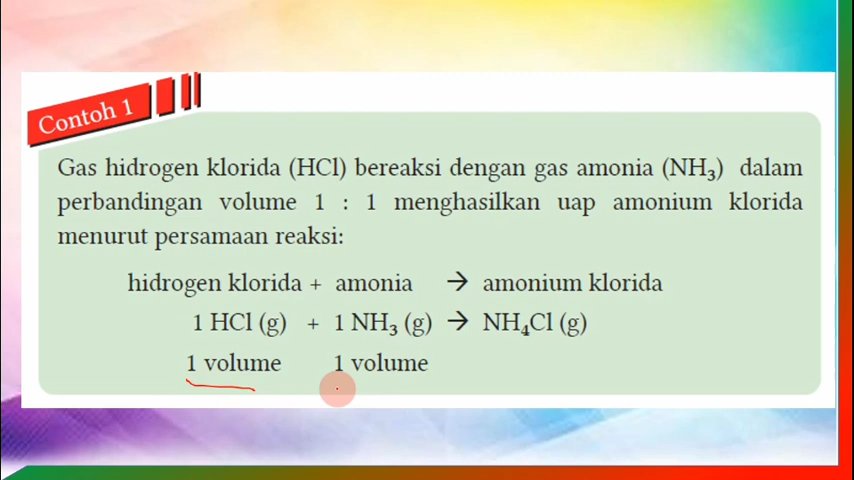 Contoh 1
Gas hidrogen klorida (HCl) bereaksi dengan gas amonia (NH₃) dalam
perbandingan volume 1 : 1 menghasilkan uap amonium klorida
menurut persamaan reaksi:
hidrogen klorida + amonia → amonium klorida
1 HCl (g) + 1 NH₃ (g) → NH₄Cl (g)
1 volume 1 volume